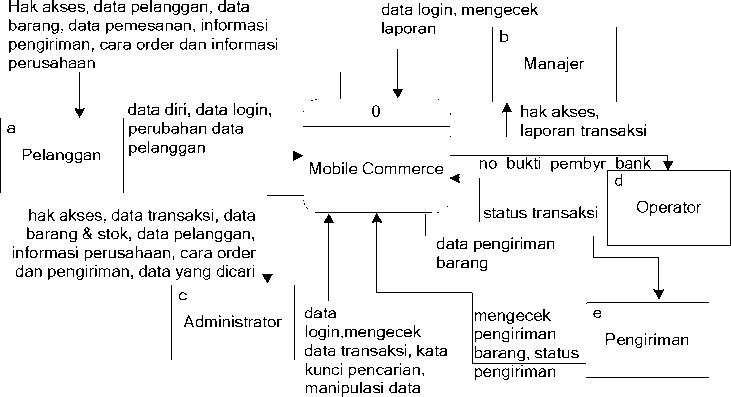 Hak akses, data pelanggan, data
barang, data pemesanan, informasi
pengiriman, cara order dan informasi
perusahaan
data login, mengecek
laporan
b
Manajer
a
Pelanggan
data diri, data login,
perubahan data
pelanggan
0
Mobile Commerce
hak akses,
laporan transaksi
no bukti pembyr bank
d
Operator
status transaksi
hak akses, data transaksi, data
barang & stok, data pelanggan,
informasi perusahaan, cara order
dan pengiriman, data yang dicari
data pengiriman
barang
c
Administrator
data
login,mengecek
data transaksi, kata
kunci pencarian,
manipulasi data
mengecek
pengiriman
barang, status
pengiriman
e
Pengiriman